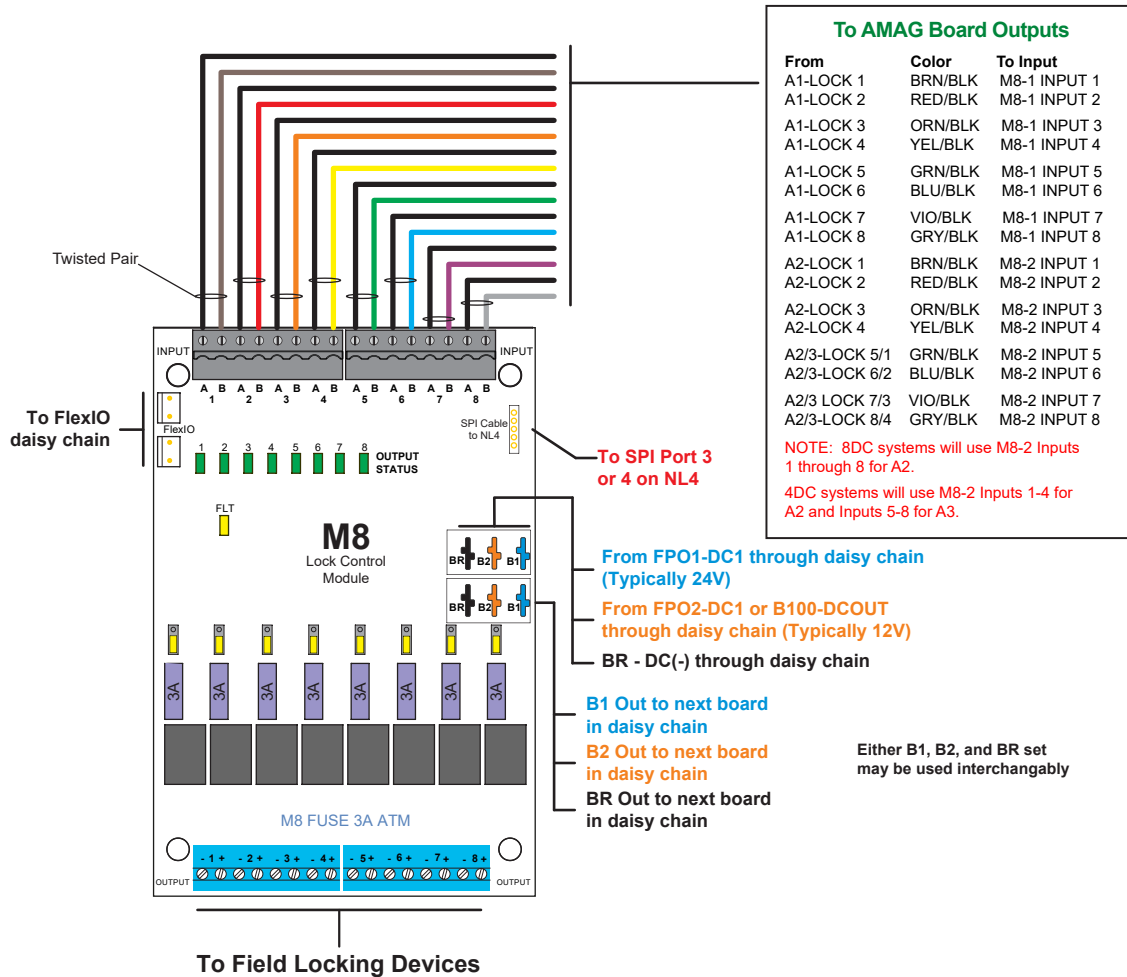 To AMAG Board Outputs
From Color To Input
A1-LOCK 1 BRN/BLK M8-1 INPUT 1
A1-LOCK 2 RED/BLK M8-1 INPUT 2
A1-LOCK 3 ORN/BLK M8-1 INPUT 3
A1-LOCK 4 YEL/BLK M8-1 INPUT 4
A1-LOCK 5 GRN/BLK M8-1 INPUT 5
A1-LOCK 6 BLU/BLK M8-1 INPUT 6
A1-LOCK 7 VIO/BLK M8-1 INPUT 7
A1-LOCK 8 GRY/BLK M8-1 INPUT 8
A2-LOCK 1 BRN/BLK M8-2 INPUT 1
A2-LOCK 2 RED/BLK M8-2 INPUT 2
A2-LOCK 3 ORN/BLK M8-2 INPUT 3
A2-LOCK 4 YEL/BLK M8-2 INPUT 4
A2/3-LOCK 5/1 GRN/BLK M8-2 INPUT 5
A2/3-LOCK 6/2 BLU/BLK M8-2 INPUT 6
A2/3 LOCK 7/3 VIO/BLK M8-2 INPUT 7
A2/3-LOCK 8/4 GRY/BLK M8-2 INPUT 8
NOTE: 8DC systems will use M8-2 Inputs
1 through 8 for A2.
4DC systems will use M8-2 Inputs 1-4 for
A2 and Inputs 5-8 for A3.
Twisted Pair
INPUT INPUT
A B A B A B A B A B A B A B A B
1 2 3 4 5 6 7 8
To FlexIO
daisy chain
FlexIO
SPI Cable
to NL4
To SPI Port 3
or 4 on NL4
1 2 3 4 5 6 7 8
OUTPUT
STATUS
FLT
M8
Lock Control
Module
BR B2 B1
BR B2 B1
From FPO1-DC1 through daisy chain
(Typically 24V)
From FPO2-DC1 or B100-DCOUT
through daisy chain (Typically 12V)
BR - DC(-) through daisy chain
3A 3A 3A 3A 3A 3A 3A 3A
B1 Out to next board
in daisy chain
B2 Out to next board
in daisy chain
BR Out to next board
in daisy chain
Either B1, B2, and BR set
may be used interchangably
M8 FUSE 3A ATM
- 1 + - 2 + - 3 + - 4 + - 5 + - 6 + - 7 + - 8 +
OUTPUT OUTPUT
To Field Locking Devices